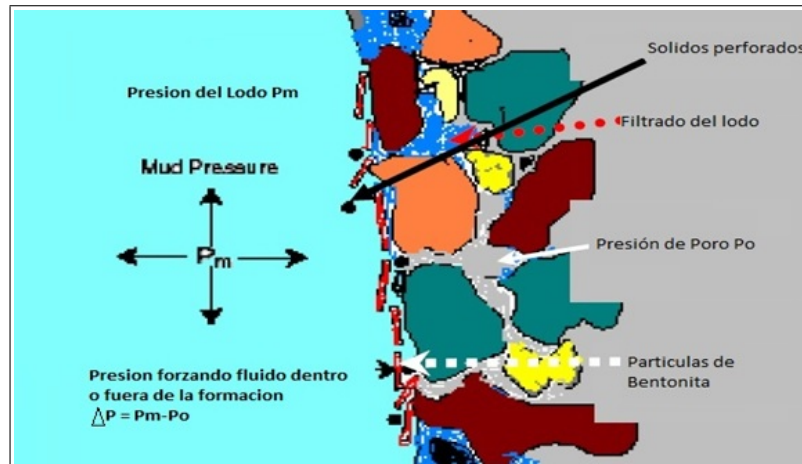 Solidos perforados
Presion del Lodo Pm
Filtrado del lodo
Mud Pressure
Pm
Presión de Poro Po
Presion forzando fluido dentro
o fuera de la formacion
△P = Pm-Po
Particulas de
Bentonita